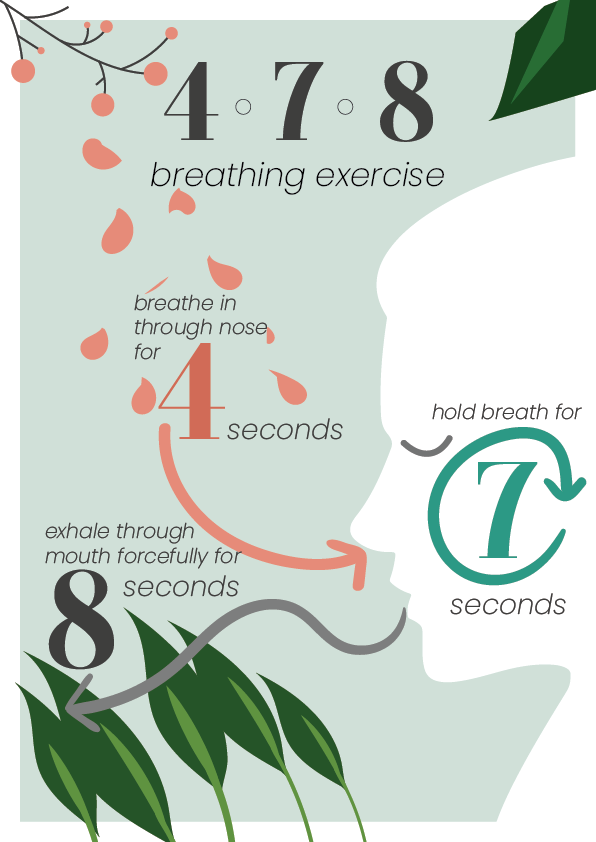 4 ◦ 7 ◦ 8
breathing exercise
breathe in
through nose
for
4 seconds
hold breath for
7
seconds
exhale through
mouth forcefully for
8 seconds